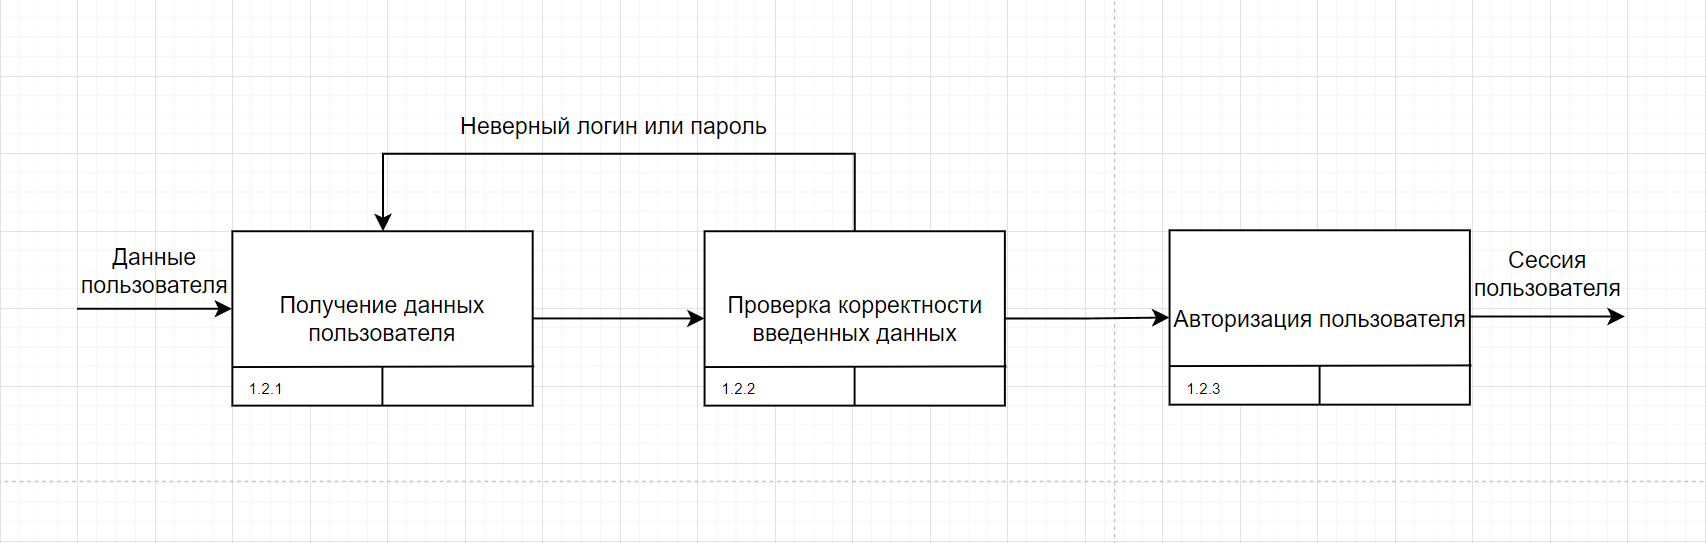 Неверный логин или пароль
Данные
пользователя
Получение данных
пользователя
1.2.1
Проверка корректности
введенных данных
1.2.2
Авторизация пользователя
1.2.3
Сессия
пользователя